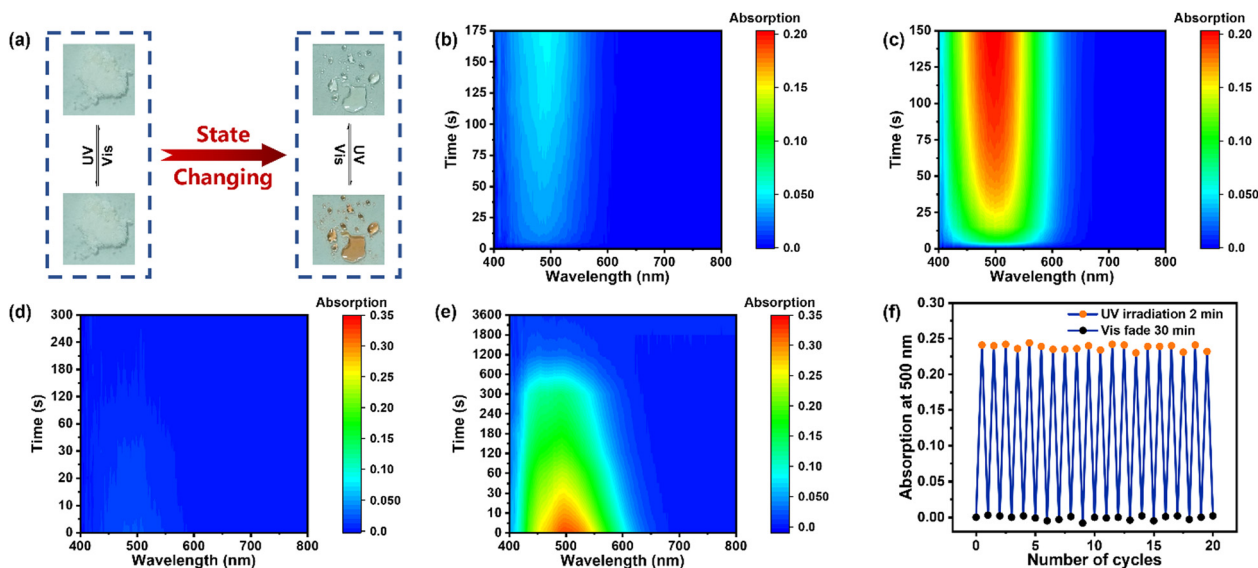 (a)
UV
Vis
State
Changing
UV
Vis
(b)
Absorption
175
150
125
100
75
50
25
0
Time (s)
400 500 600 700 800
Wavelength (nm)
0.20
0.15
0.10
0.050
0.0
(c)
Absorption
150
125
100
75
50
25
0
Time (s)
400 500 600 700 800
Wavelength (nm)
0.20
0.15
0.10
0.050
0.0
(d)
Absorption
300
240
180
120
60
30
20
10
0
Time (s)
400 500 600 700 800
Wavelength (nm)
0.35
0.30
0.25
0.20
0.15
0.10
0.050
0.0
(e)
Absorption
3600
1800
1200
600
300
180
120
60
30
10
0
Time (s)
400 500 600 700 800
Wavelength (nm)
0.35
0.30
0.25
0.20
0.15
0.10
0.050
0.0
(f)
UV irradiation 2 min
Vis fade 30 min
0.30
0.25
0.20
0.15
0.10
0.05
0.00
Absorption at 500 nm
0 5 10 15 20
Number of cycles